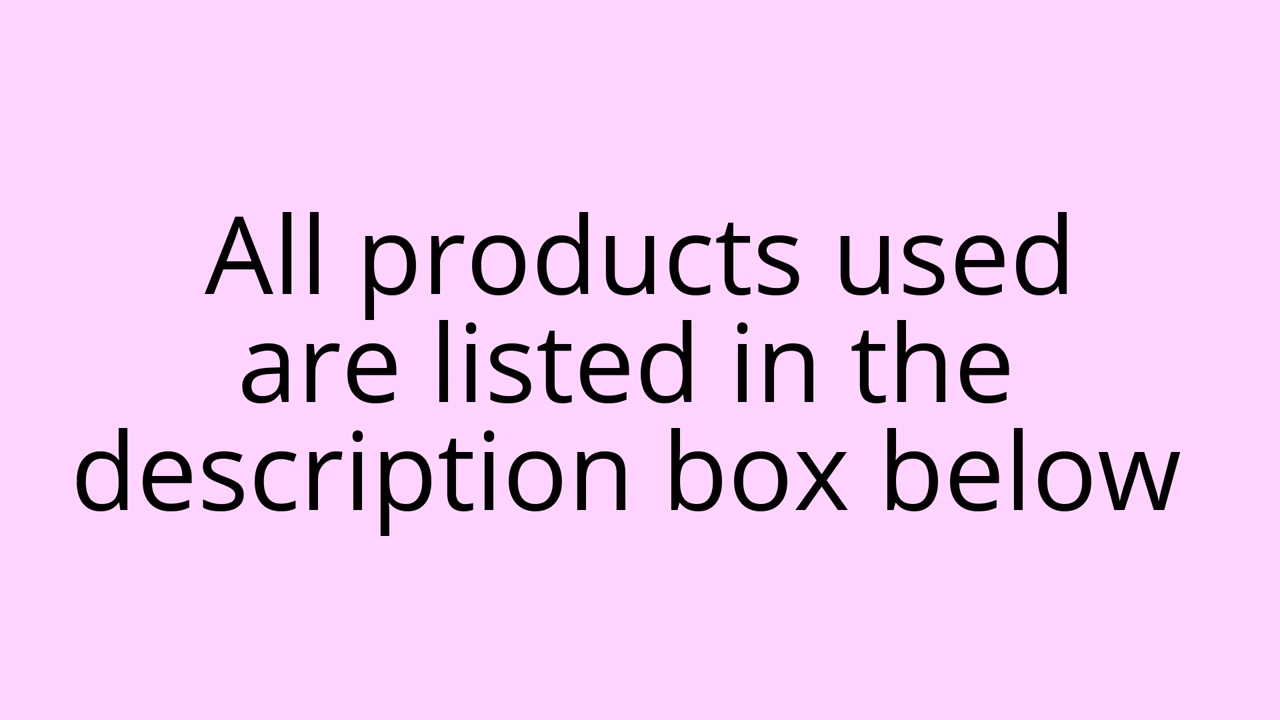 All products used
are listed in the
description box below